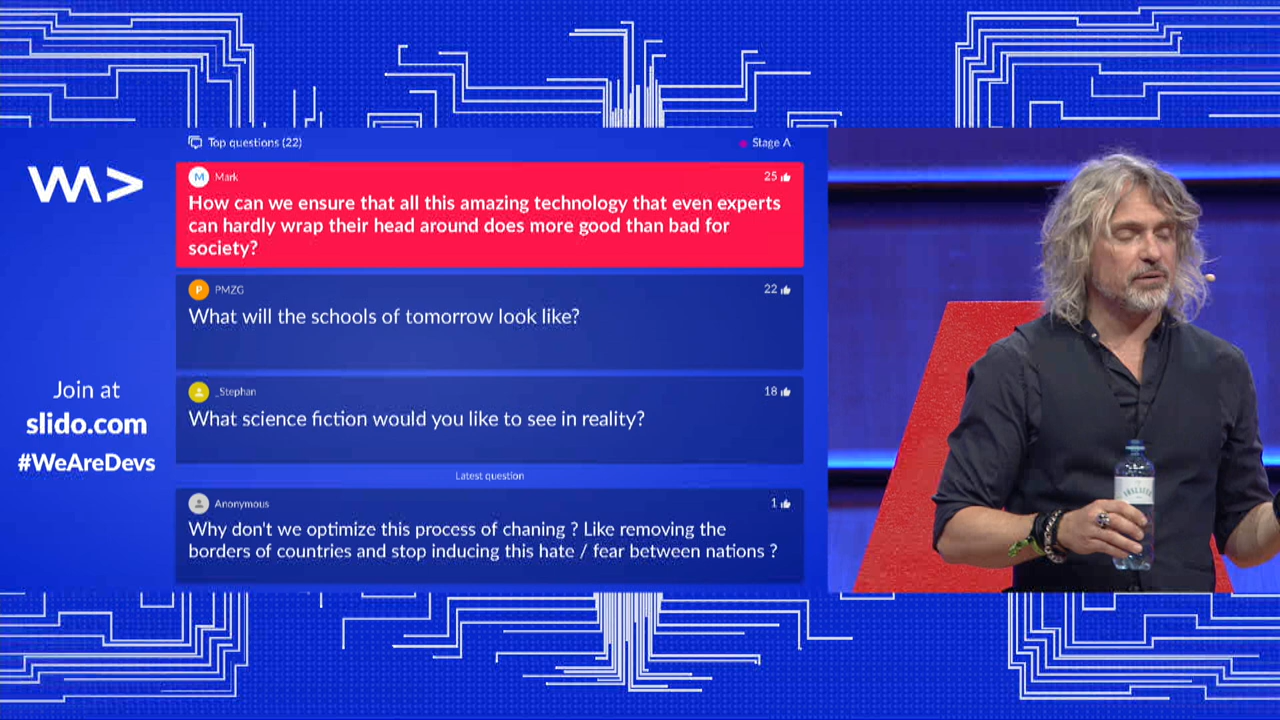 Top questions (22)
Stage A
M
Mark
25
How can we ensure that all this amazing technology that even experts
can hardly wrap their head around does more good than bad for
society?
P
PMZG
22
What will the schools of tomorrow look like?
_Stephan
18
What science fiction would you like to see in reality?
Latest question
Anonymous
1
Why don't we optimize this process of chaning ? Like removing the
borders of countries and stop inducing this hate / fear between nations ?
Join at
slido.com
#WeAreDevs